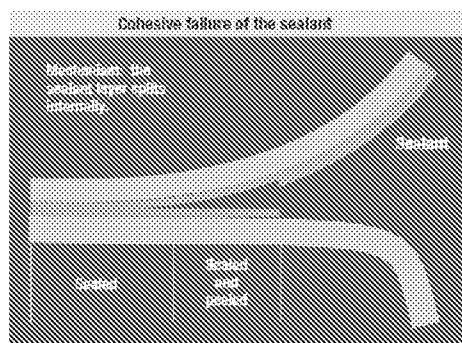 Cohesive failure of the sealant
Mechanism: the
sealant layer splits
internally.
Sealant
Sealed
Sealed
and
peeled